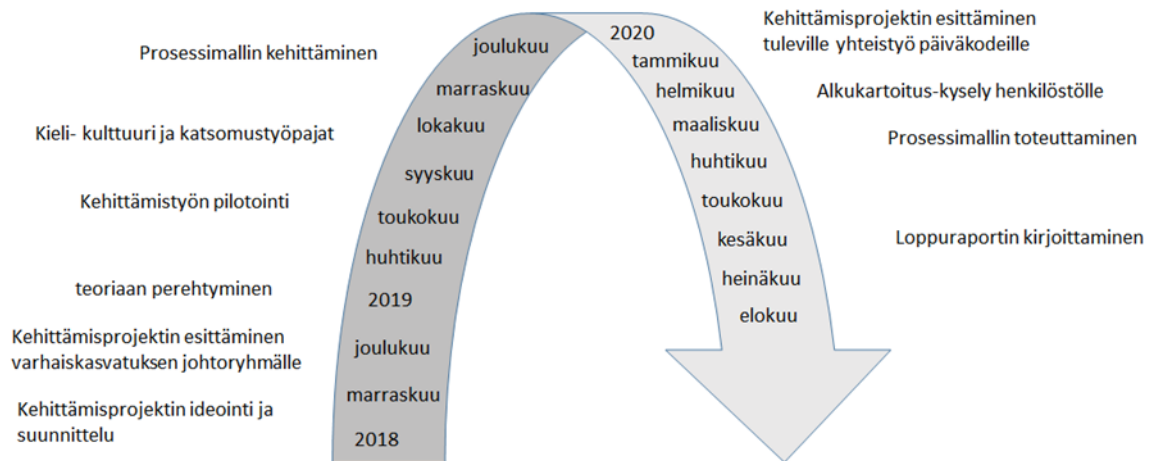 Prosessimallin kehittäminen
Kieli- kulttuuri ja katsomustyöpajat
Kehittämistyön pilotointi
teoriaan perehtyminen
Kehittämisprojektin esittäminen
varhaiskasvatuksen johtoryhmälle
Kehittämisprojektin ideointi ja
suunnittelu
joulukuu
marraskuu
lokakuu
syyskuu
toukokuu
huhtikuu
2019
joulukuu
marraskuu
2018
2020
tammikuu
helmikuu
maaliskuu
huhtikuu
toukokuu
kesäkuu
heinäkuu
elokuu
Kehittämisprojektin esittäminen
tuleville yhteistyö päiväkodeille
Alkukartoitus-kysely henkilöstölle
Prosessimallin toteuttaminen
Loppuraportin kirjoittaminen